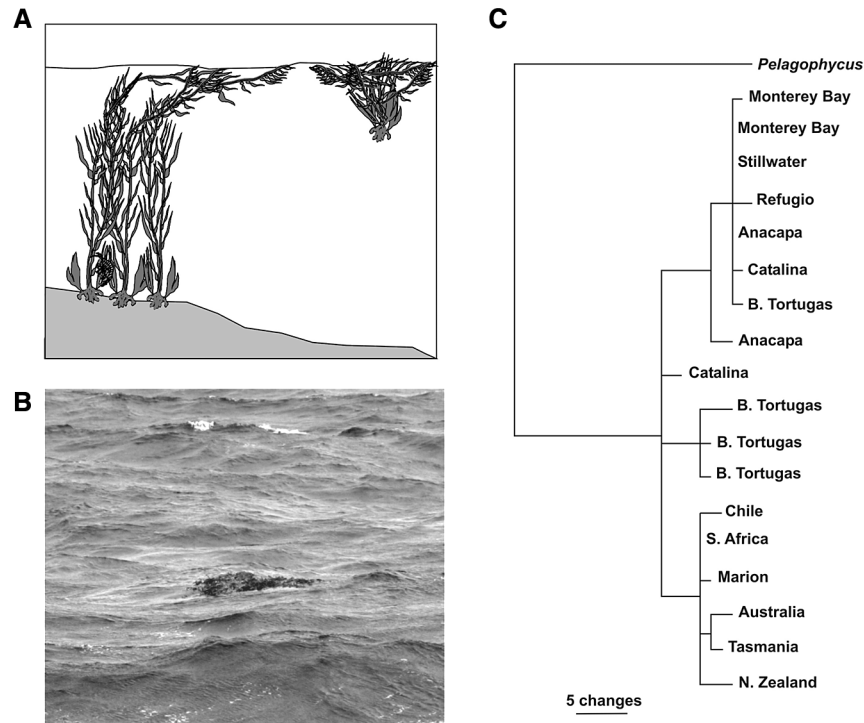 A
B
C
Pelagophycus
Monterey Bay
Monterey Bay
Stillwater
Refugio
Anacapa
Catalina
B. Tortugas
Anacapa
Catalina
B. Tortugas
B. Tortugas
B. Tortugas
Chile
S. Africa
Marion
Australia
Tasmania
N. Zealand
5 changes